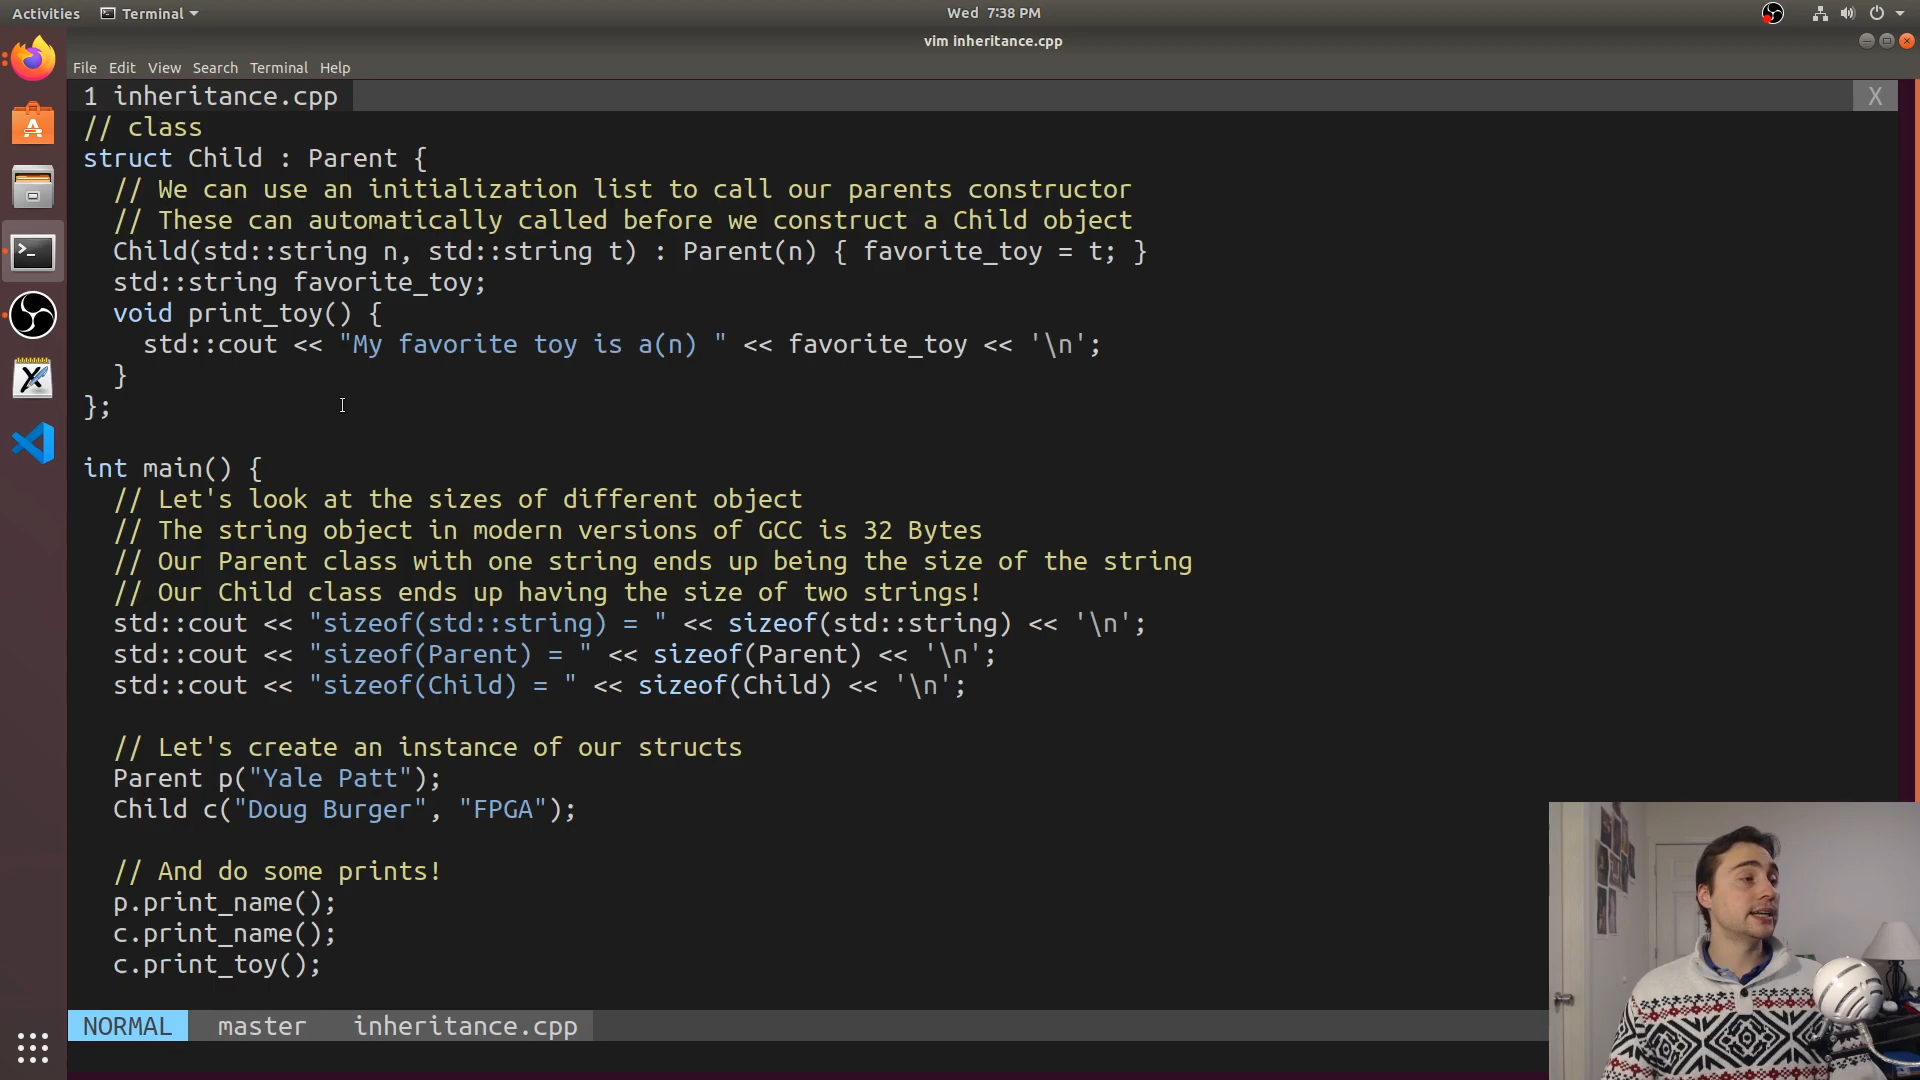 Activities
Terminal
Wed 7:38 PM
vim inheritance.cpp
File Edit View Search Terminal Help
1 inheritance.cpp
X
// class
struct Child : Parent {
  // We can use an initialization list to call our parents constructor
  // These can automatically called before we construct a Child object
  Child(std::string n, std::string t) : Parent(n) { favorite_toy = t; }
  std::string favorite_toy;
  void print_toy() {
    std::cout << "My favorite toy is a(n) " << favorite_toy << '\n';
  }
};
int main() {
  // Let's look at the sizes of different object
  // The string object in modern versions of GCC is 32 Bytes
  // Our Parent class with one string ends up being the size of the string
  // Our Child class ends up having the size of two strings!
  std::cout << "sizeof(std::string) = " << sizeof(std::string) << '\n';
  std::cout << "sizeof(Parent) = " << sizeof(Parent) << '\n';
  std::cout << "sizeof(Child) = " << sizeof(Child) << '\n';
  // Let's create an instance of our structs
  Parent p("Yale Patt");
  Child c("Doug Burger", "FPGA");
  // And do some prints!
  p.print_name();
  c.print_name();
  c.print_toy();
NORMAL master inheritance.cpp